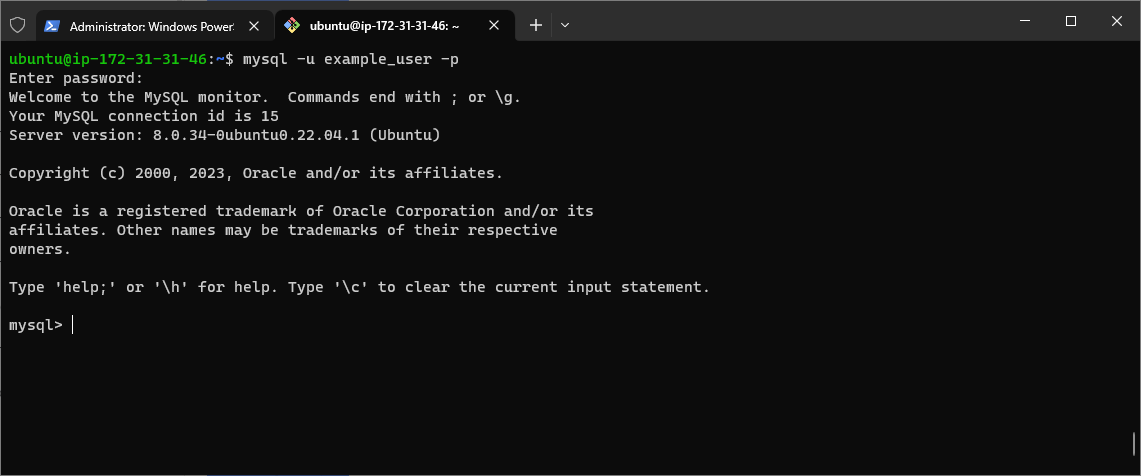 Administrator: Windows Power
ubuntu@ip-172-31-31-46: ~
ubuntu@ip-172-31-31-46:~$ mysql -u example_user -p
Enter password:
Welcome to the MySQL monitor.  Commands end with ; or \g.
Your MySQL connection id is 15
Server version: 8.0.34-0ubuntu0.22.04.1 (Ubuntu)
Copyright (c) 2000, 2023, Oracle and/or its affiliates.
Oracle is a registered trademark of Oracle Corporation and/or its
affiliates. Other names may be trademarks of their respective
owners.
Type 'help;' or '\h' for help. Type '\c' to clear the current input statement.
mysql>